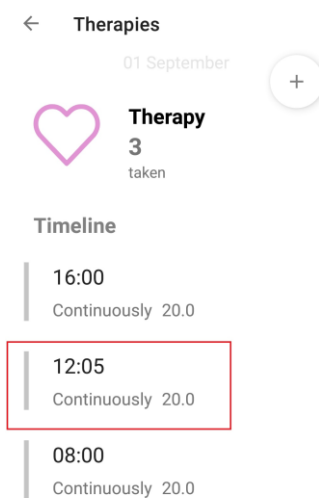 Therapies
01 September
Therapy
3
taken
Timeline
16:00
Continuously 20.0
12:05
Continuously 20.0
08:00
Continuously 20.0